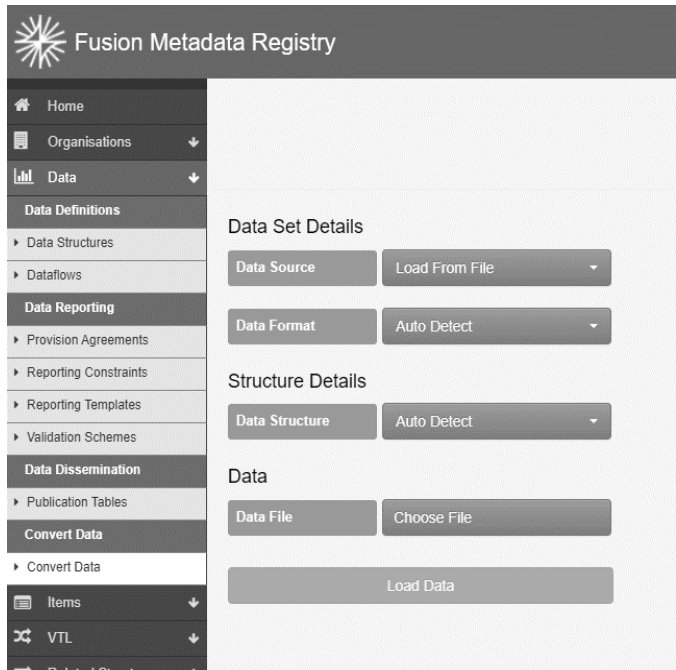 Fusion Metadata Registry
Home
Organisations
Data
Data Definitions
Data Structures
Dataflows
Data Reporting
Provision Agreements
Reporting Constraints
Reporting Templates
Validation Schemes
Data Dissemination
Publication Tables
Convert Data
Convert Data
Items
VTL
Data Set Details
Data Source Load From File
Data Format Auto Detect
Structure Details
Data Structure Auto Detect
Data
Data File Choose File
Load Data